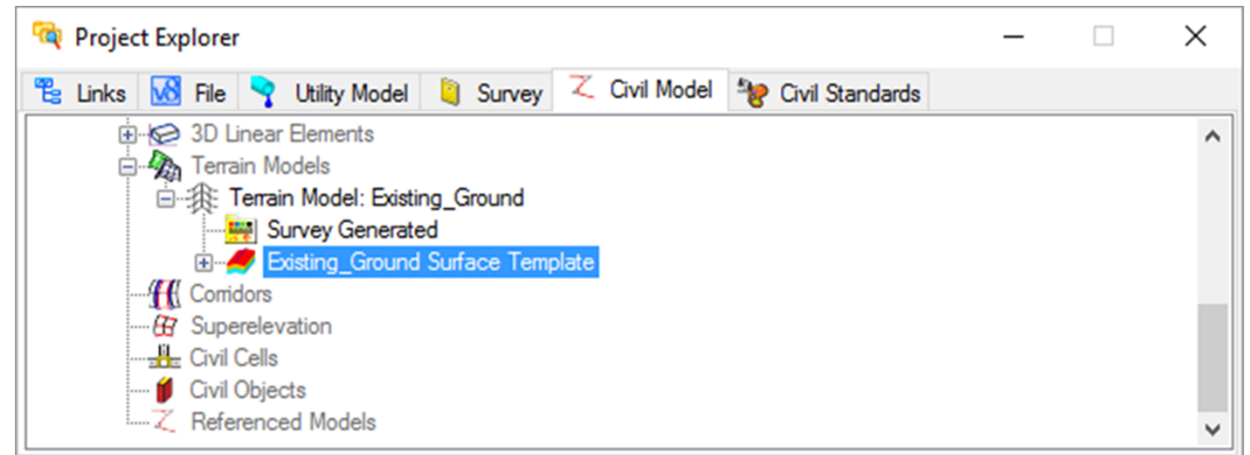 Project Explorer
Links V8 File Utility Model Survey Civil Model Civil Standards
3D Linear Elements
Terrain Models
Terrain Model: Existing_Ground
Survey Generated
Existing_Ground Surface Template
Corridors
Superelevation
Civil Cells
Civil Objects
Referenced Models